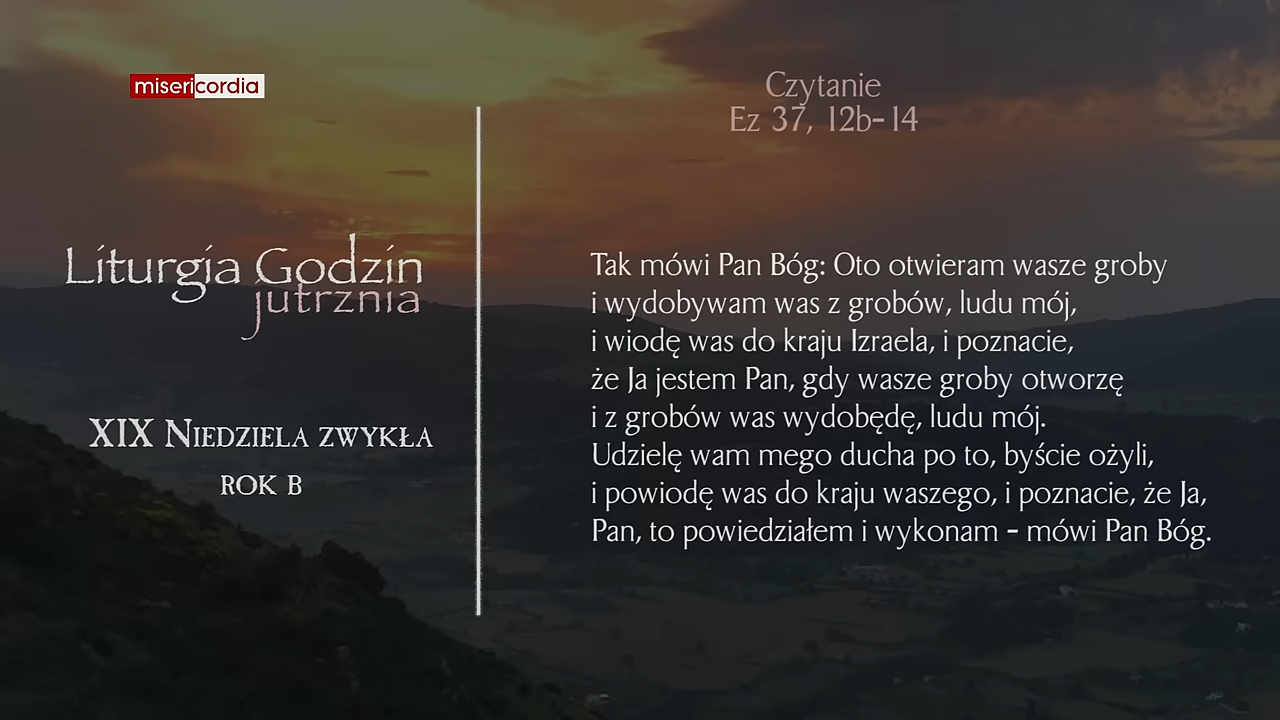 misericordia
Liturgia Godzin
jutrznia
XIX Niedziela zwykła
rok B
Czytanie
Ez 37, 12b-14
Tak mówi Pan Bóg: Oto otwieram wasze groby
i wydobywam was z grobów, ludu mój,
i wiodę was do kraju Izraela, i poznacie,
że Ja jestem Pan, gdy wasze groby otworzę
i z grobów was wydobędę, ludu mój.
Udzielę wam mego ducha po to, byście ożyli,
i powiodę was do kraju waszego, i poznacie, że Ja,
Pan, to powiedziałem i wykonam - mówi Pan Bóg.